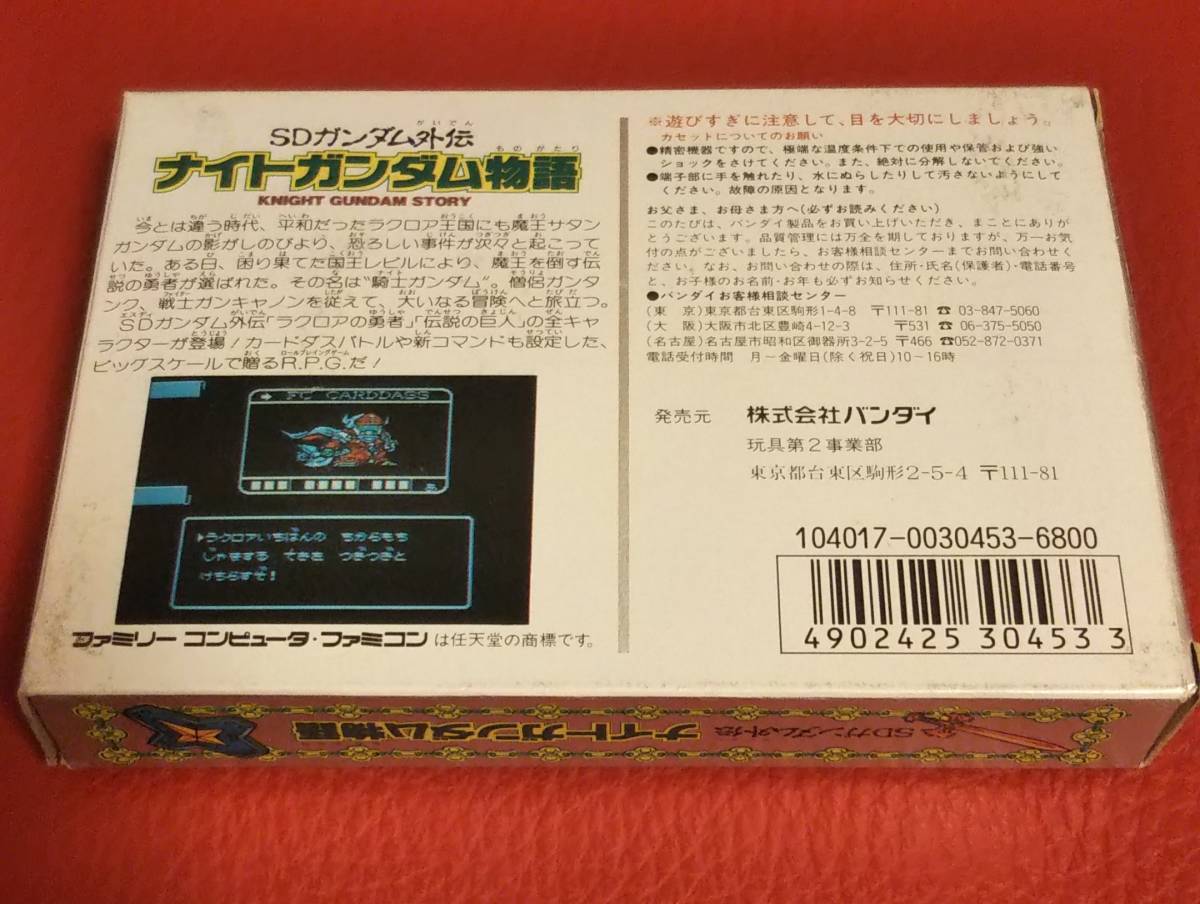 SDガンダム外伝
ナイトガンダム物語
KNIGHT GUNDAM STORY
今とは違う時代、平和だったラクロア王国にも魔王サタン
ガンダムの影がしのびより、恐ろしい事件が次々と起こって
いた。ある日、困り果てた国王レビルにより、魔王を倒す伝
説の勇者が選ばれた。その名は"騎士ガンダム"。僧侶ガンタ
ンク、戦士ガンキャノンを従えて、大いなる冒険へと旅立つ。
SDガンダム外伝「ラクロアの勇者」「伝説の巨人」の全キャ
ラクターが登場!カードダスバトルや新コマンドも設定した、
ビッグスケールで贈るR.P.G.だ!
FC CARDDASS
ラクロアいちばんの ちからもち
じゃまする てきを つぎつぎと
けちらすぞ!
ファミリー コンピュータ・ファミコン は任天堂の商標です。
※遊びすぎに注意して、目を大切にしましょう。
カセットについてのお願い
●精密機器ですので、極端な温度条件下での使用や保管および強い
ショックをさけてください。また、絶対に分解しないでください。
●端子部に手を触れたり、水にぬらしたりして汚さないようにして
ください。故障の原因となります。
お父さま、お母さま方へ(必ずお読みください)
このたびは、バンダイ製品をお買い上げいただき、まことにありが
とうございます。品質管理には万全を期しておりますが、万一お気
付の点がございましたら、お客様相談センターまでお問い合わせく
ださい。なお、お問い合わせの際は、住所・氏名(保護者)・電話番号
と、お子様のお名前・お年も必ずお知らせください。
●バンダイお客様相談センター
(東 京)東京都台東区駒形1-4-8 〒111-81 ☎03-847-5060
(大 阪)大阪市北区豊崎4-12-3 〒531 ☎06-375-5050
(名古屋)名古屋市昭和区御器所3-2-5 〒466 ☎052-872-0371
電話受付時間 月～金曜日(除く祝日)10～16時
発売元 株式会社バンダイ
玩具第2事業部
東京都台東区駒形2-5-4 〒111-81
104017-0030453-6800
4902425 30453 3
SDガンダム外伝
ナイトガンダム物語